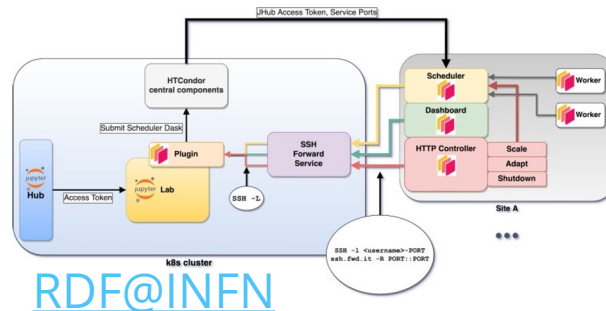 JHub Access Token, Service Ports
HTCondor
central components
Submit Scheduler Dask
Plugin
jupyter
Lab
jupyter
Hub
Access Token
SSH -L
SSH
Forward
Service
k8s cluster
Scheduler
Dashboard
HTTP Controller
Scale
Adapt
Shutdown
Worker
Worker
Site A
SSH -l <username>-PORT
ssh.fwd.it -R PORT::PORT
RDF@INFN